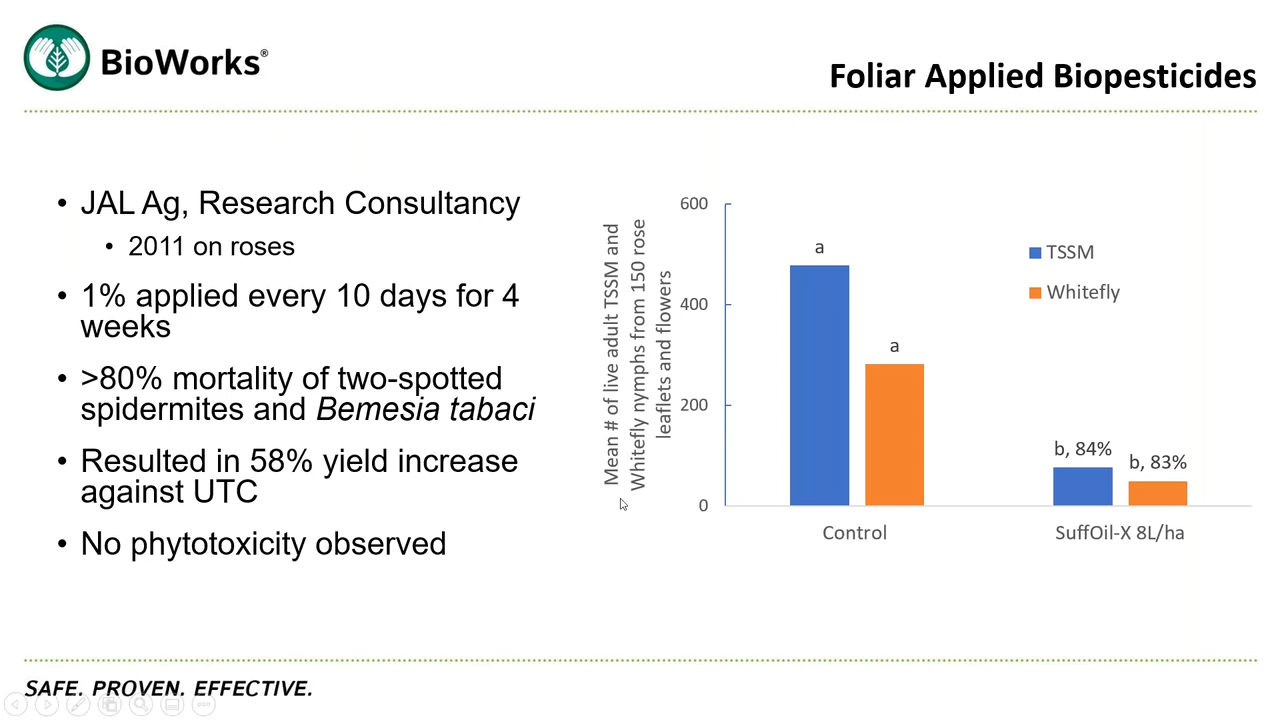 BioWorks®
Foliar Applied Biopesticides
• JAL Ag, Research Consultancy
• 2011 on roses
• 1% applied every 10 days for 4
weeks
• >80% mortality of two-spotted
spidermites and Bemesia tabaci
• Resulted in 58% yield increase
against UTC
• No phytotoxicity observed
Mean # of live adult TSSM and
Whitefly nymphs from 150 rose
leaflets and flowers
600
400
200
0
a
a
b, 84%
b, 83%
TSSM
Whitefly
Control
SuffOil-X 8L/ha
SAFE. PROVEN. EFFECTIVE.